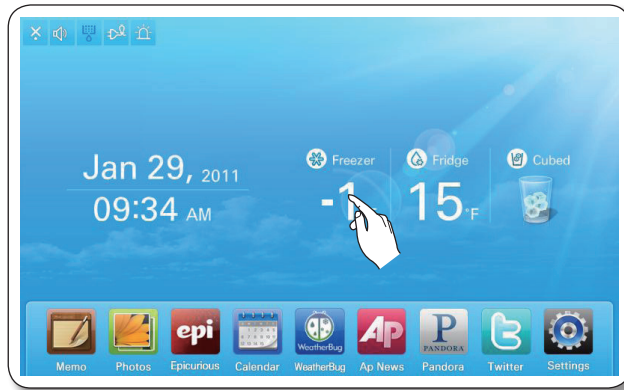 Freezer
Fridge
Cubed
Jan 29, 2011
09:34 AM
-1
15°F
epi
WeatherBug
Ap
P
PANDORA
Memo
Photos
Epicurious
Calendar
WeatherBug
Ap News
Pandora
Twitter
Settings